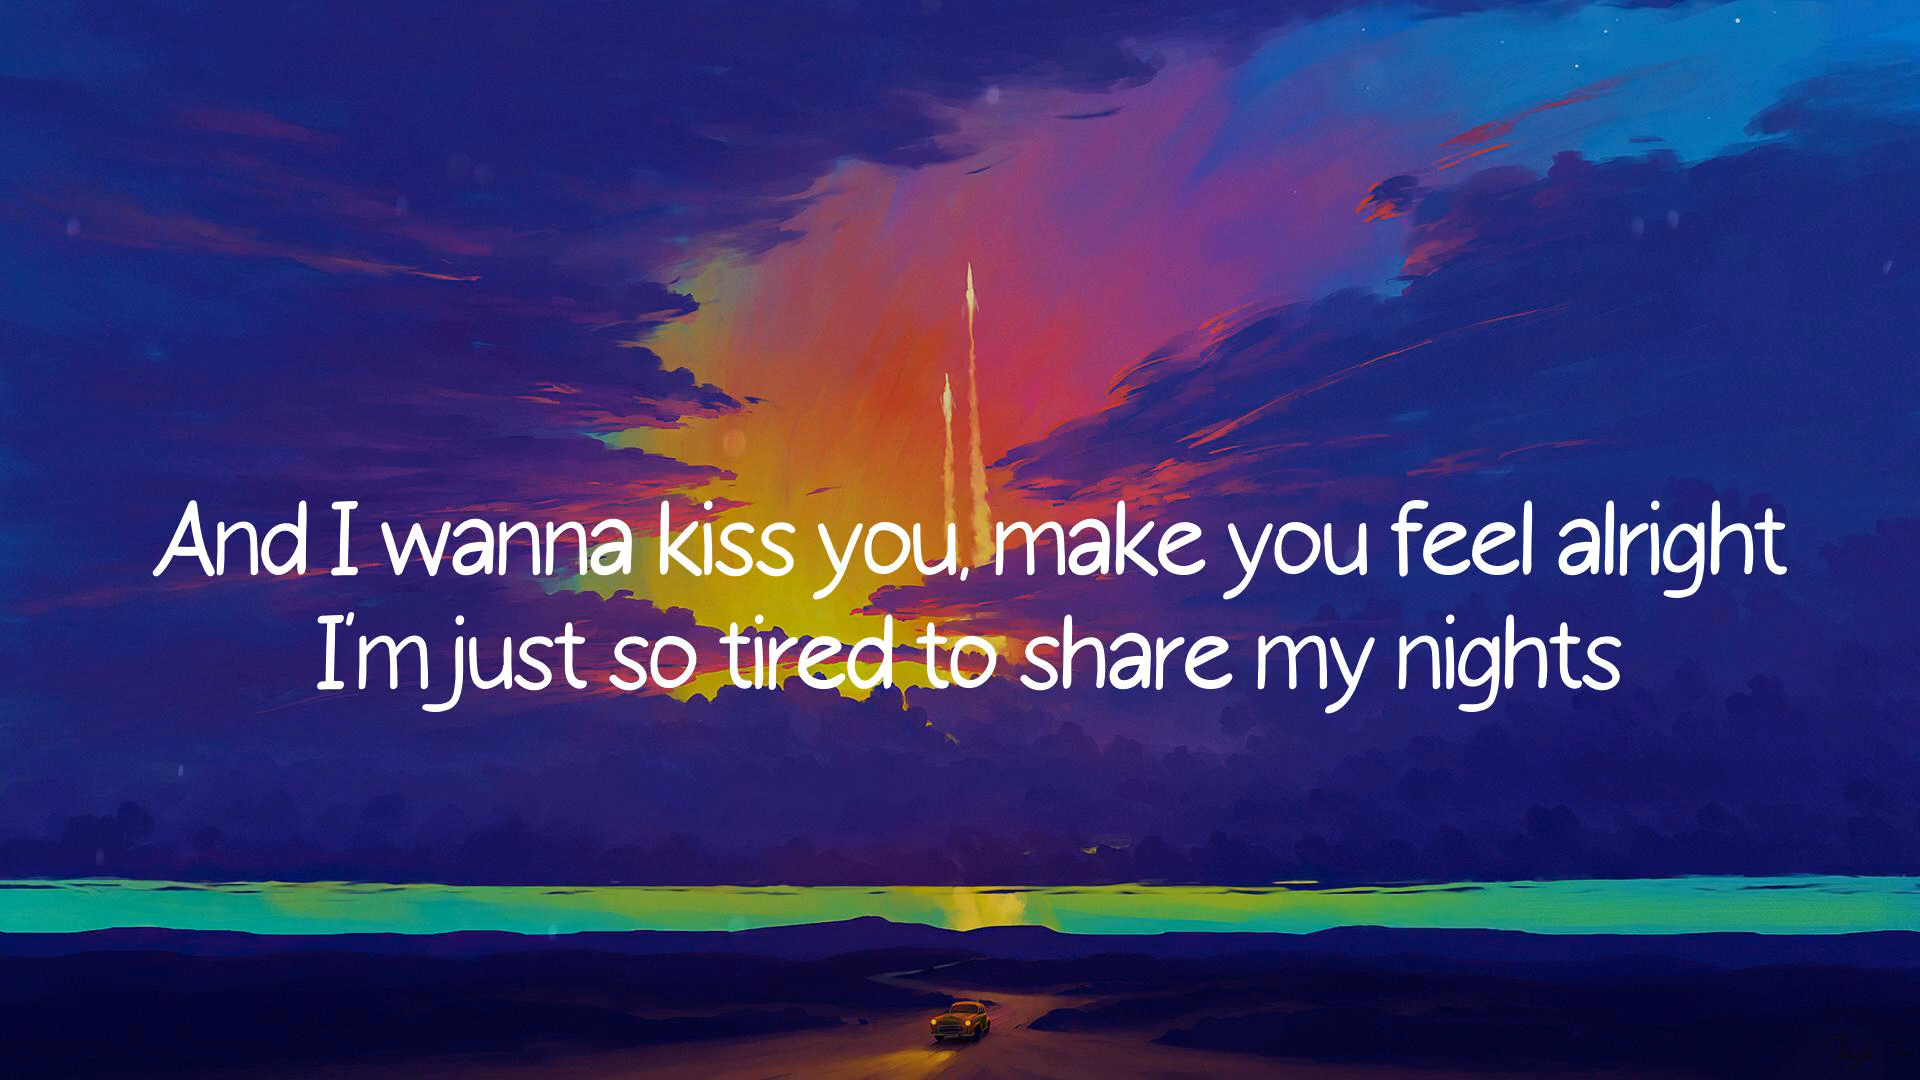 And I wanna kiss you, make you feel alright
I'm just so tired to share my nights